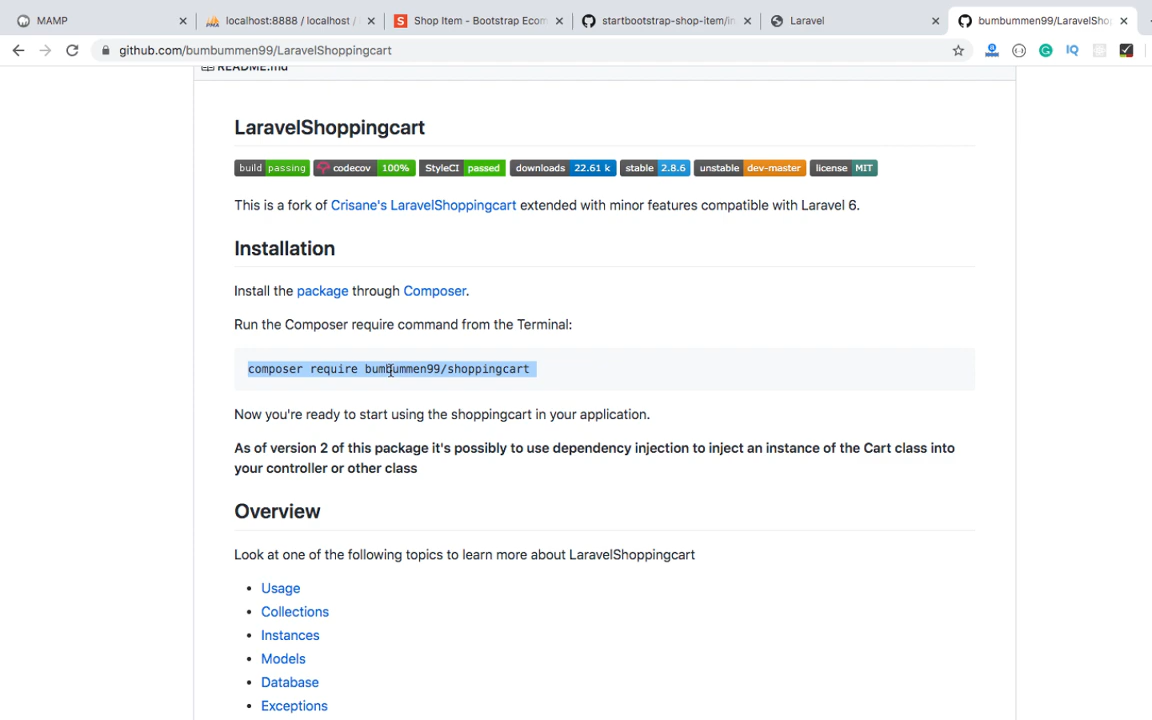 MAMP
localhost:8888 / localhost /
Shop Item - Bootstrap Ecom
startbootstrap-shop-item/in
Laravel
bumbummen99/LaravelShop
github.com/bumbummen99/LaravelShoppingcart
README.md
LaravelShoppingcart
build passing codecov 100% StyleCI passed downloads 22.61 k stable 2.8.6 unstable dev-master license MIT
This is a fork of Crisane's LaravelShoppingcart extended with minor features compatible with Laravel 6.
Installation
Install the package through Composer.
Run the Composer require command from the Terminal:
composer require bumbummen99/shoppingcart
Now you're ready to start using the shoppingcart in your application.
As of version 2 of this package it's possibly to use dependency injection to inject an instance of the Cart class into
your controller or other class
Overview
Look at one of the following topics to learn more about LaravelShoppingcart
Usage
Collections
Instances
Models
Database
Exceptions